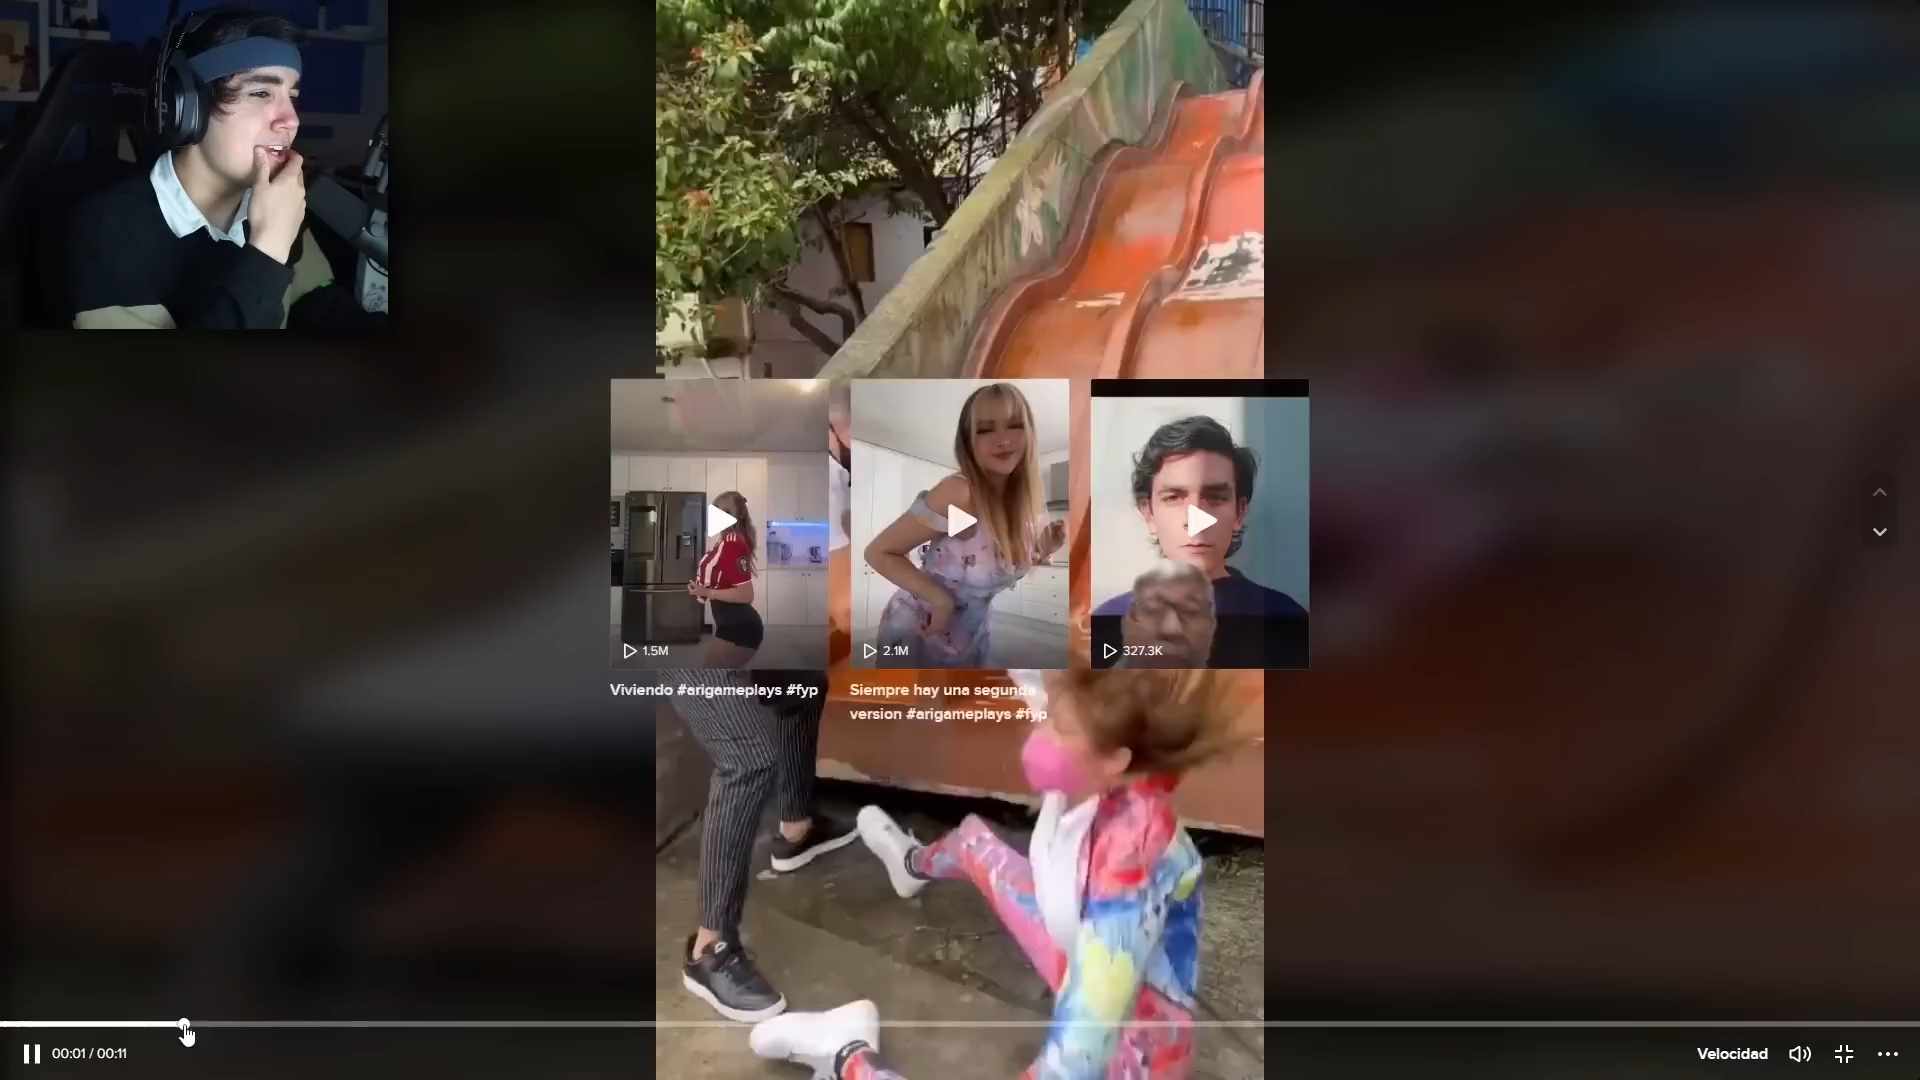 1.5M
2.1M
327.3K
Viviendo #arigameplays #fyp
Siempre hay una segunda
version #arigameplays #fyp
00:01 / 00:11
Velocidad